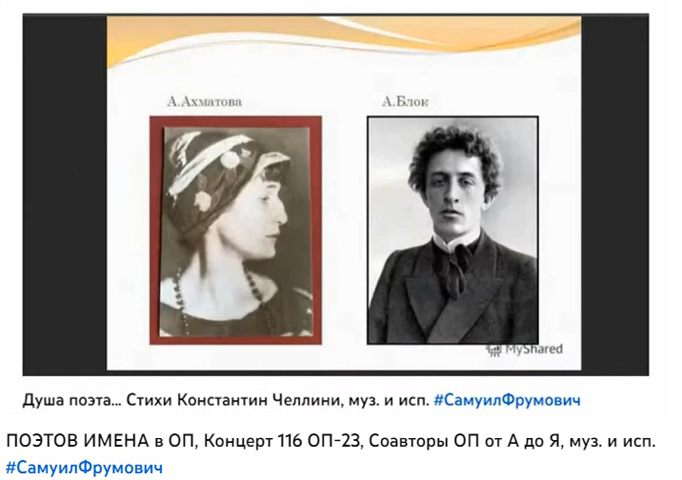 А.Ахматова
А.Блок
MyShared
Душа поэта... Стихи Константин Челлини, муз. и исп. #СамуилФрумович
ПОЭТОВ ИМЕНА в ОП, Концерт 116 ОП-23, Соавторы ОП от А до Я, муз. и исп.
#СамуилФрумович